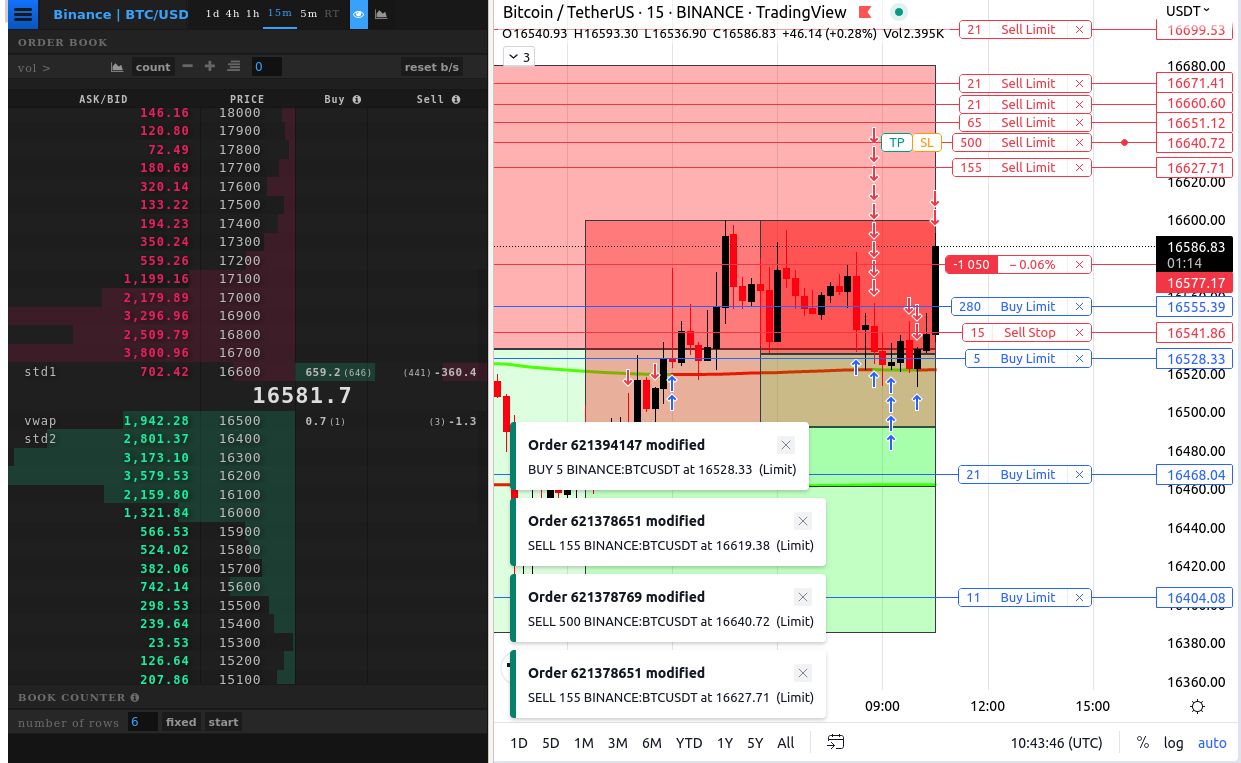 Binance | BTC/USD 1d 4h 1h 15m 5m RT
ORDER BOOK
vol > count 0 reset b/s
ASK/BID PRICE Buy Sell
146.16 18000
120.80 17900
72.49 17800
180.69 17700
320.14 17600
133.22 17500
194.23 17400
350.24 17300
559.26 17200
1,199.16 17100
2,179.89 17000
3,296.96 16900
2,509.79 16800
3,800.96 16700
std1 702.42 16600 659.2 (646) (441) -360.4
16581.7
vwap 1,942.28 16500 0.7 (1) (3) -1.3
std2 2,801.37 16400
3,173.10 16300
3,579.53 16200
2,159.80 16100
1,321.84 16000
566.53 15900
524.02 15800
382.06 15700
742.14 15600
298.53 15500
239.64 15400
23.53 15300
126.64 15200
207.86 15100
BOOK COUNTER
number of rows 6 fixed start
Bitcoin / TetherUS · 15 · BINANCE · TradingView
USDT
O16540.93 H16593.30 L16536.90 C16586.83 +46.14 (+0.28%) Vol2.395K
3
21 Sell Limit 16699.53
16680.00
21 Sell Limit 16671.41
21 Sell Limit 16660.60
65 Sell Limit 16651.12
TP SL 500 Sell Limit 16640.72
155 Sell Limit 16627.71
16620.00
16600.00
16586.83
01:14
-1 050 − 0.06%
16577.17
280 Buy Limit 16555.39
15 Sell Stop 16541.86
5 Buy Limit 16528.33
16520.00
16500.00
16480.00
21 Buy Limit 16468.04
16460.00
16440.00
16420.00
11 Buy Limit 16404.08
16380.00
16360.00
Order 621394147 modified
BUY 5 BINANCE:BTCUSDT at 16528.33 (Limit)
Order 621378651 modified
SELL 155 BINANCE:BTCUSDT at 16619.38 (Limit)
Order 621378769 modified
SELL 500 BINANCE:BTCUSDT at 16640.72 (Limit)
Order 621378651 modified
SELL 155 BINANCE:BTCUSDT at 16627.71 (Limit)
09:00 12:00 15:00
1D 5D 1M 3M 6M YTD 1Y 5Y All 10:43:46 (UTC) % log auto